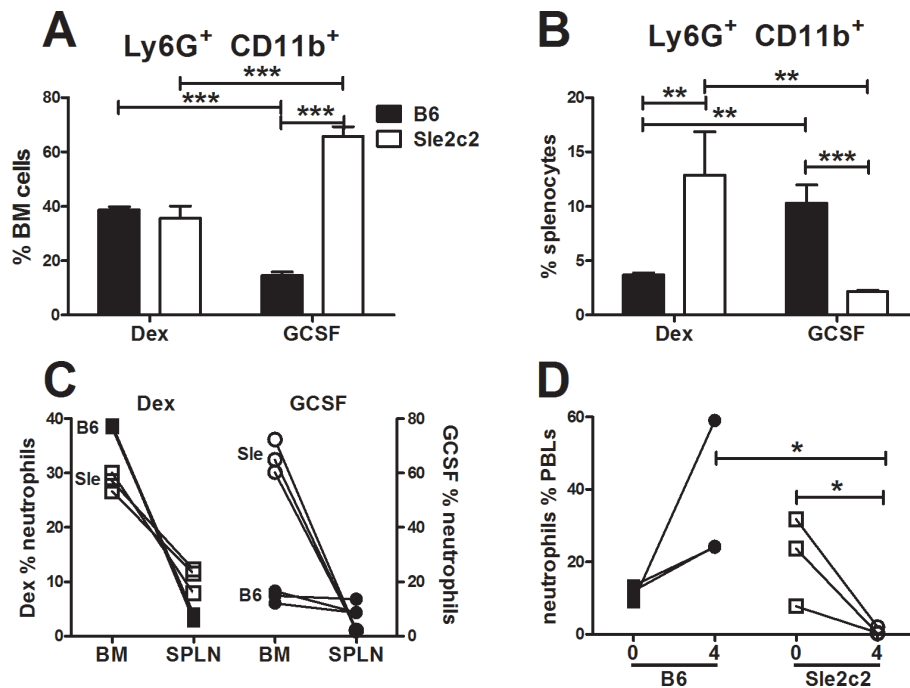 A
Ly6G+ CD11b+
***
***
***
B6
Sle2c2
80
60
40
20
0
% BM cells
Dex GCSF
B
Ly6G+ CD11b+
**
**
**
***
20
15
10
5
0
% splenocytes
Dex GCSF
C
Dex GCSF
40
30
20
10
0
Dex % neutrophils
B6
Sle
Sle
B6
80
60
40
20
0
GCSF % neutrophils
BM SPLN BM SPLN
D
60
40
20
0
neutrophils % PBLs
*
*
0 4 0 4
B6 Sle2c2